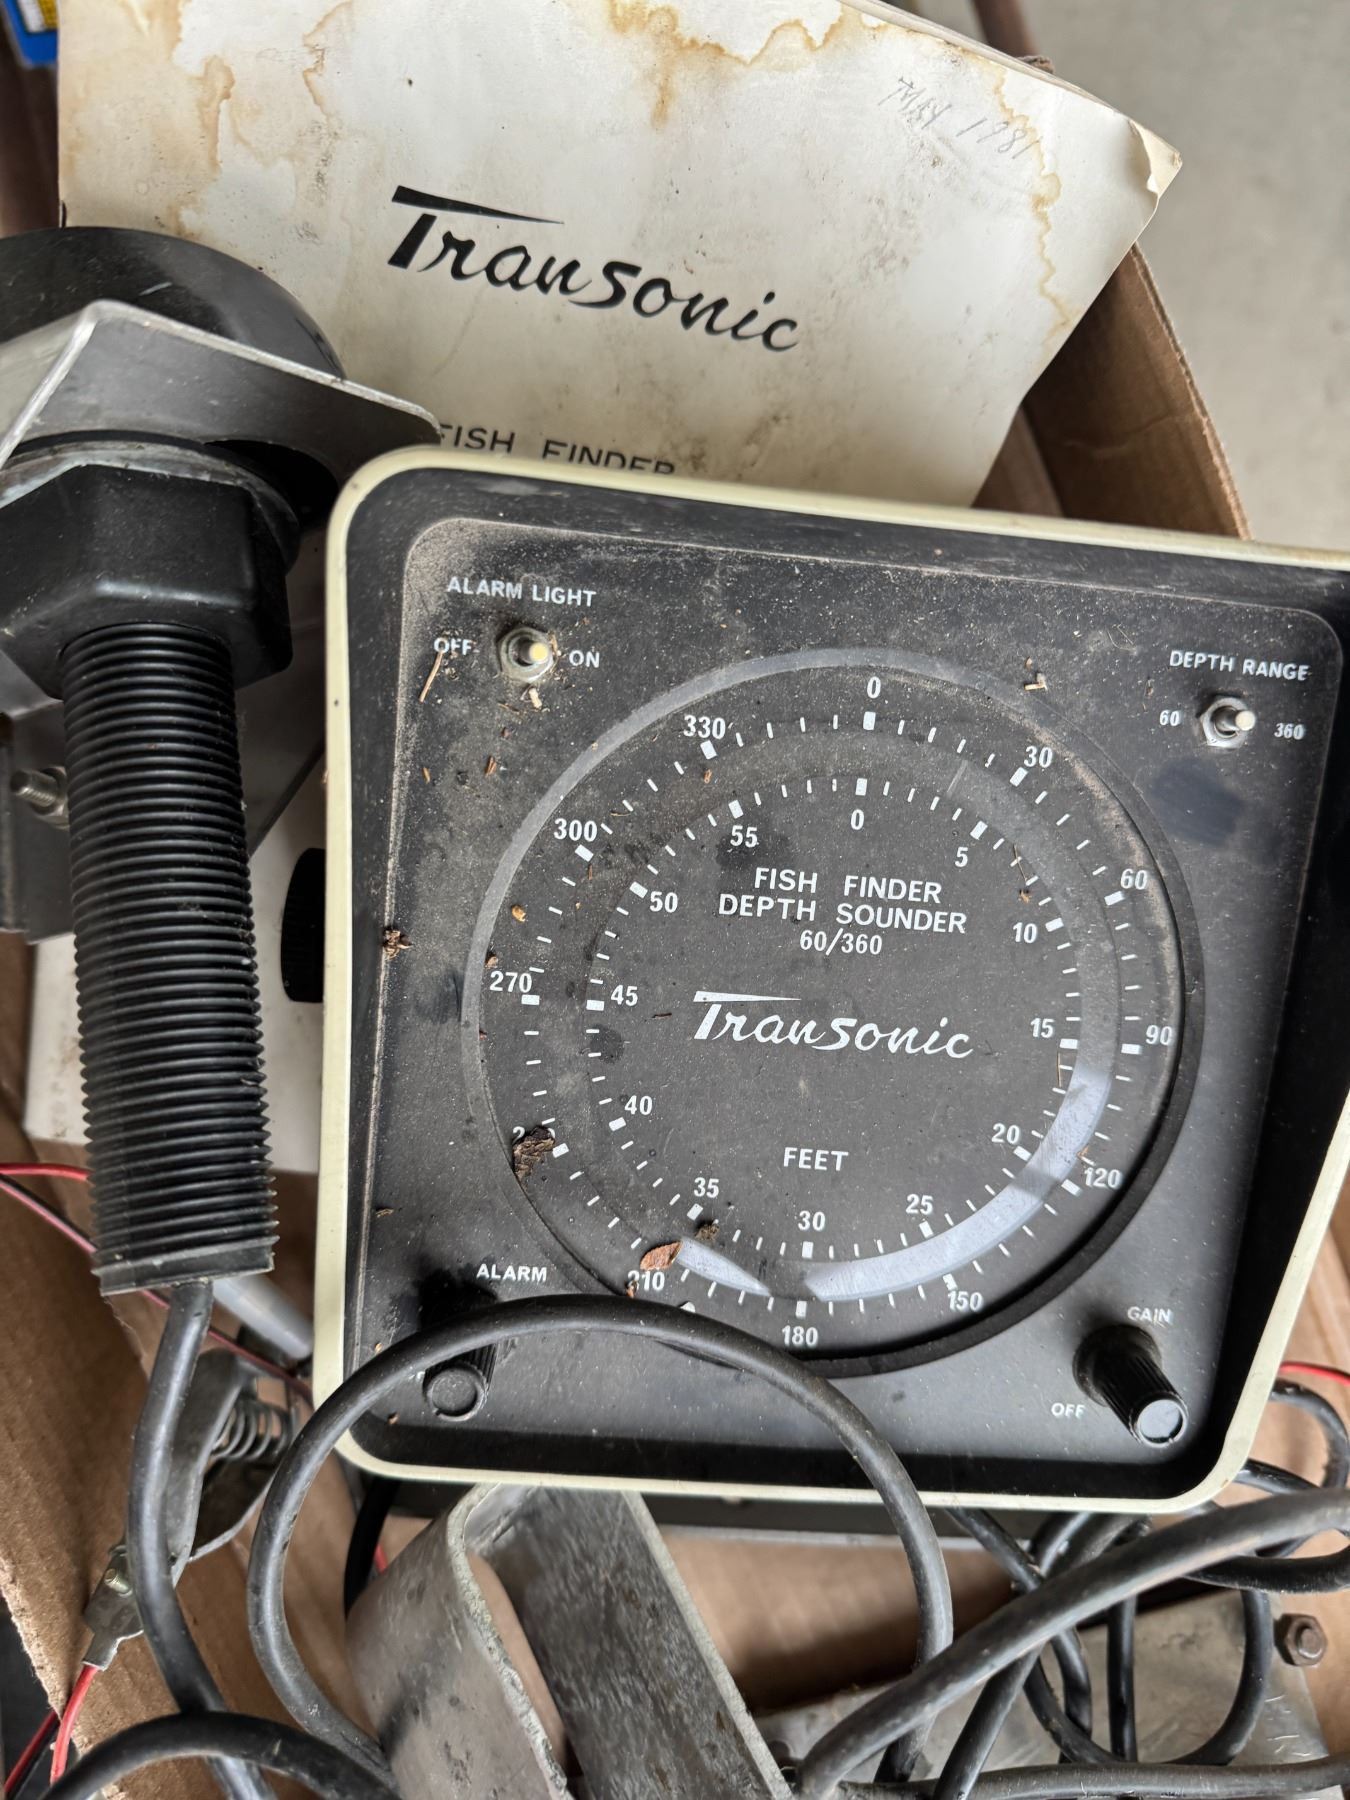 MAY 1981
Transonic
FISH FINDER
ALARM LIGHT
OFF ON
DEPTH RANGE
60 360
0
330 30
300 60
270 90
120
210 150
180
0
55 5
50 10
45 15
40 20
35 25
30
FISH FINDER
DEPTH SOUNDER
60/360
Transonic
FEET
ALARM
GAIN
OFF